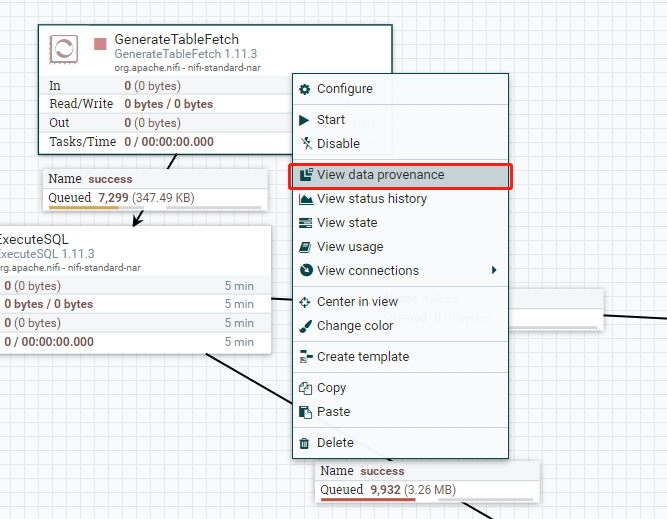 GenerateTableFetch
GenerateTableFetch 1.11.3
org.apache.nifi - nifi-standard-nar
In 0 (0 bytes)
Read/Write 0 bytes / 0 bytes
Out 0 (0 bytes)
Tasks/Time 0 / 00:00:00.000
Name success
Queued 7,299 (347.49 KB)
ExecuteSQL
ExecuteSQL 1.11.3
org.apache.nifi - nifi-standard-nar
0 (0 bytes) 5 min
0 bytes / 0 bytes 5 min
0 (0 bytes) 5 min
0 / 00:00:00.000 5 min
Configure
Start
Disable
View data provenance
View status history
View state
View usage
View connections
Center in view
Change color
Create template
Copy
Paste
Delete
Name success
Queued 9,932 (3.26 MB)